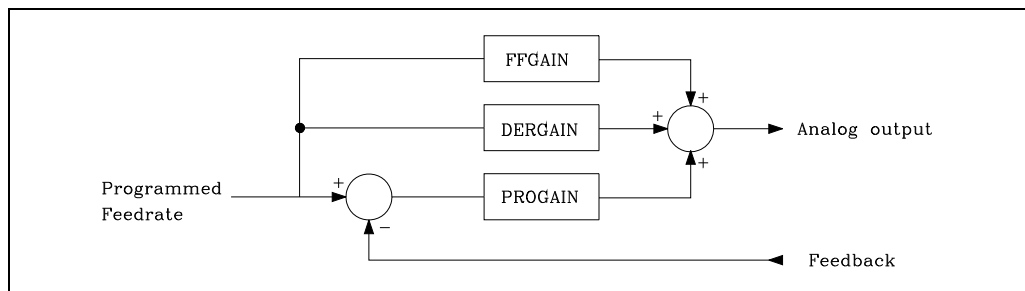 FFGAIN
+
DERGAIN
+
Analog output
+
Programmed
Feedrate
+
PROGAIN
−
Feedback